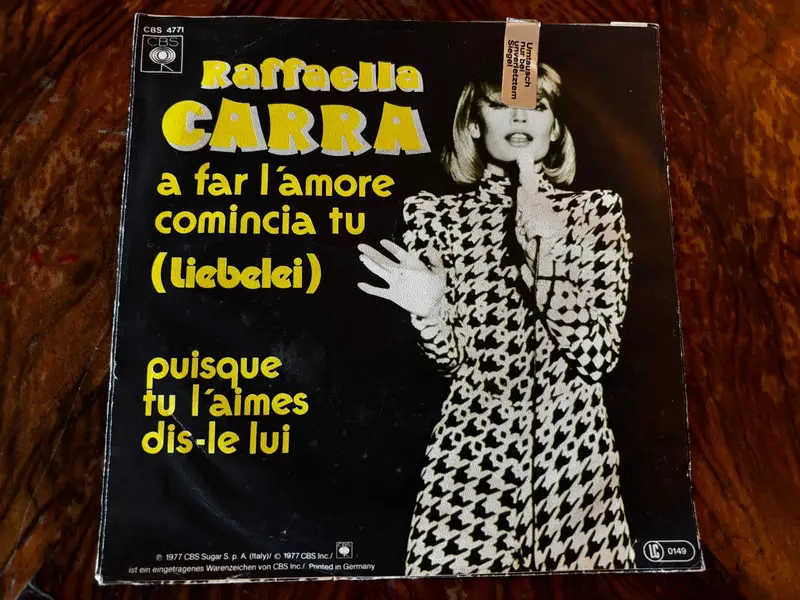 CBS 4771
CBS
Raffaella
CARRA
a far l´amore
comincia tu
(Liebelei)
puisque
tu l´aimes
dis-le lui
Umtausch
nur bei
unverletztem
Siegel
℗ 1977 CBS Sugar S. p. A. (Italy)/ © 1977 CBS Inc./ CBS
ist ein eingetragenes Warenzeichen von CBS Inc./ Printed in Germany
LC 0149